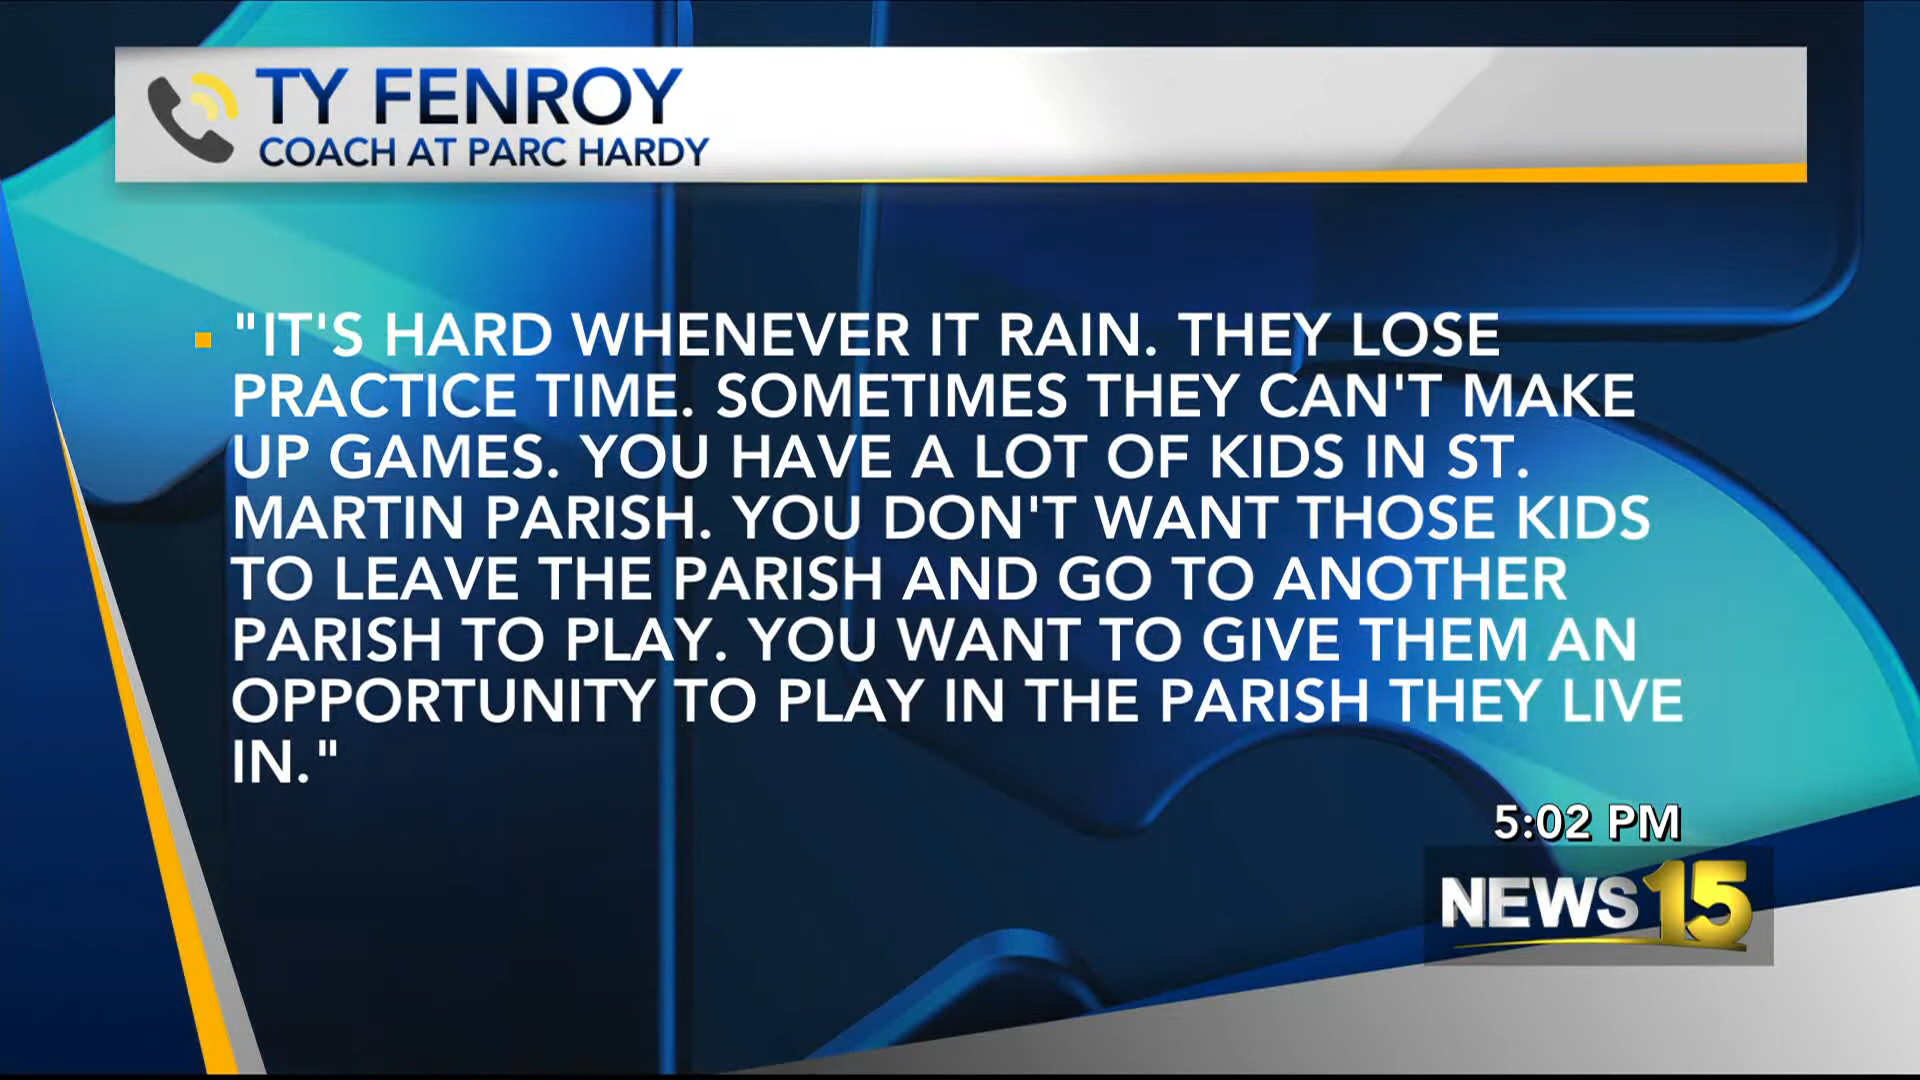 TY FENROY
COACH AT PARC HARDY
"IT'S HARD WHENEVER IT RAIN. THEY LOSE
PRACTICE TIME. SOMETIMES THEY CAN'T MAKE
UP GAMES. YOU HAVE A LOT OF KIDS IN ST.
MARTIN PARISH. YOU DON'T WANT THOSE KIDS
TO LEAVE THE PARISH AND GO TO ANOTHER
PARISH TO PLAY. YOU WANT TO GIVE THEM AN
OPPORTUNITY TO PLAY IN THE PARISH THEY LIVE
IN."
5:02 PM
NEWS 15